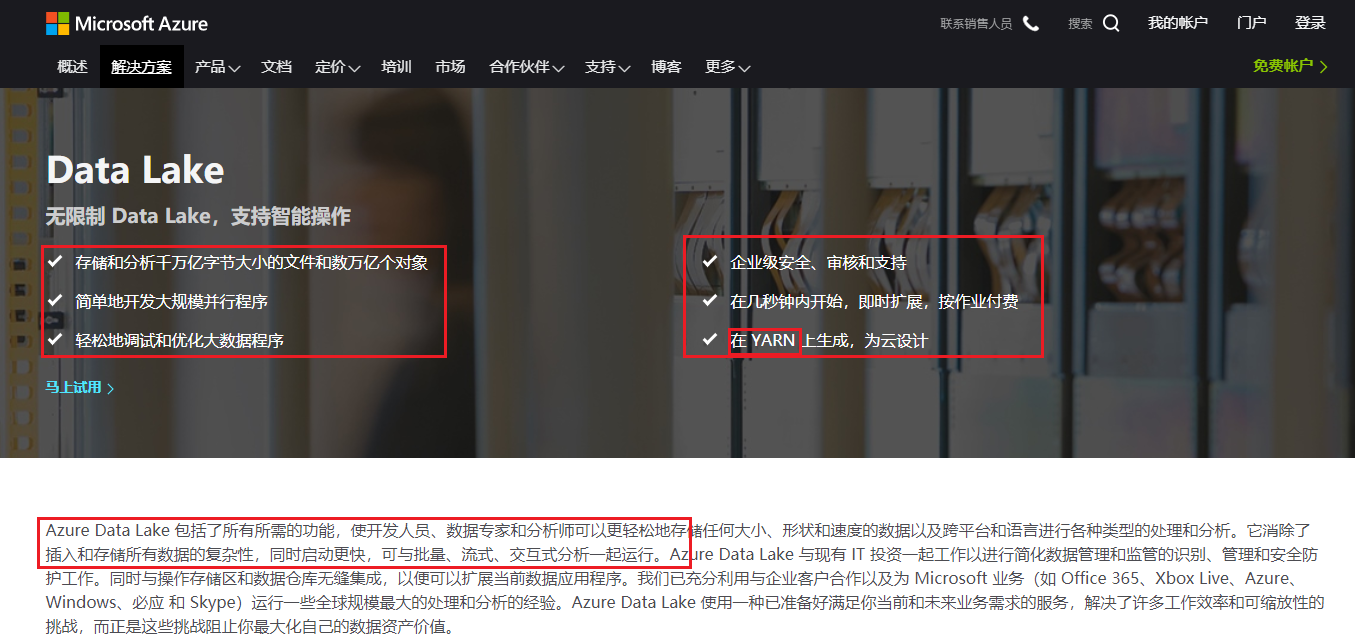 Microsoft Azure
联系销售人员 搜索 我的帐户 门户 登录
概述 解决方案 产品 文档 定价 培训 市场 合作伙伴 支持 博客 更多 免费帐户
Data Lake
无限制 Data Lake，支持智能操作
存储和分析千万亿字节大小的文件和数万亿个对象
简单地开发大规模并行程序
轻松地调试和优化大数据程序
企业级安全、审核和支持
在几秒钟内开始，即时扩展，按作业付费
在 YARN 上生成，为云设计
马上试用
Azure Data Lake 包括了所有所需的功能，使开发人员、数据专家和分析师可以更轻松地存储任何大小、形状和速度的数据以及跨平台和语言进行各种类型的处理和分析。它消除了
插入和存储所有数据的复杂性，同时启动更快，可与批量、流式、交互式分析一起运行。Azure Data Lake 与现有 IT 投资一起工作以进行简化数据管理和监管的识别、管理和安全防
护工作。同时与操作存储区和数据仓库无缝集成，以便可以扩展当前数据应用程序。我们已充分利用与企业客户合作以及为 Microsoft 业务（如 Office 365、Xbox Live、Azure、
Windows、必应 和 Skype）运行一些全球规模最大的处理和分析的经验。Azure Data Lake 使用一种已准备好满足你当前和未来业务需求的服务，解决了许多工作效率和可缩放性的
挑战，而正是这些挑战阻止你最大化自己的数据资产价值。